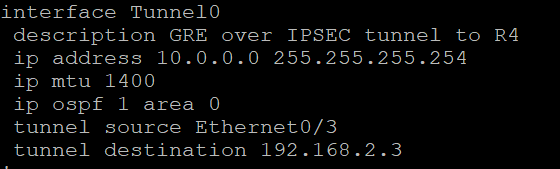 interface Tunnel0
description GRE over IPSEC tunnel to R4
ip address 10.0.0.0 255.255.255.254
ip mtu 1400
ip ospf 1 area 0
tunnel source Ethernet0/3
tunnel destination 192.168.2.3